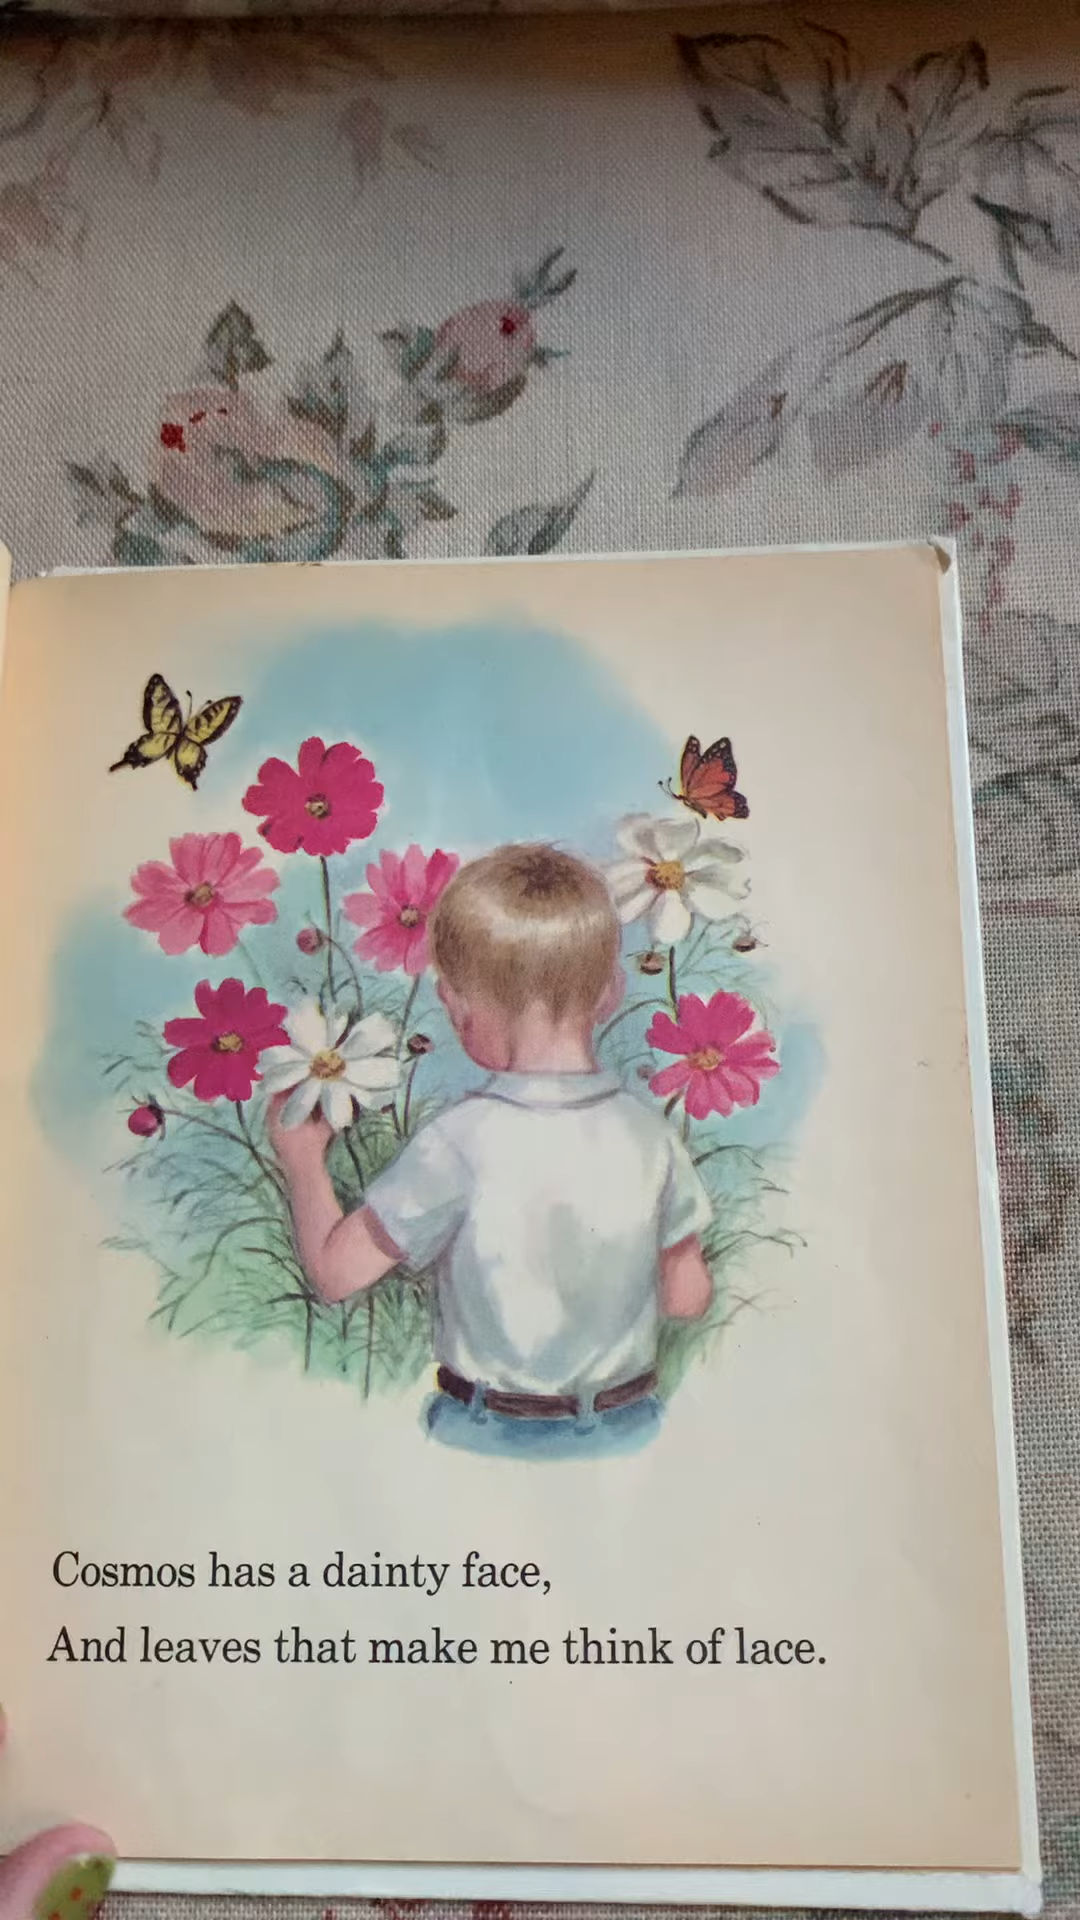 Cosmos has a dainty face,
And leaves that make me think of lace.